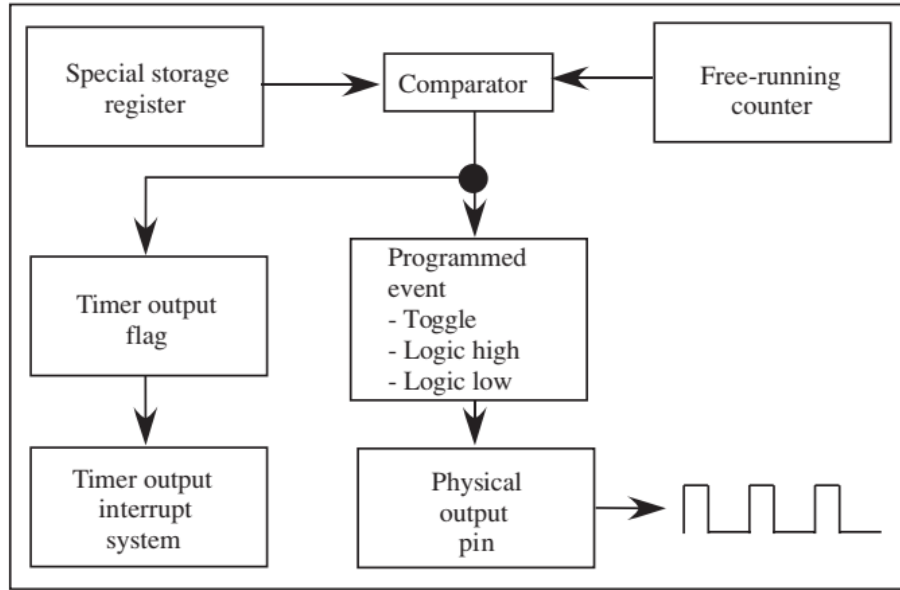 Special storage
register
Comparator
Free-running
counter
Timer output
flag
Programmed
event
- Toggle
- Logic high
- Logic low
Timer output
interrupt
system
Physical
output
pin